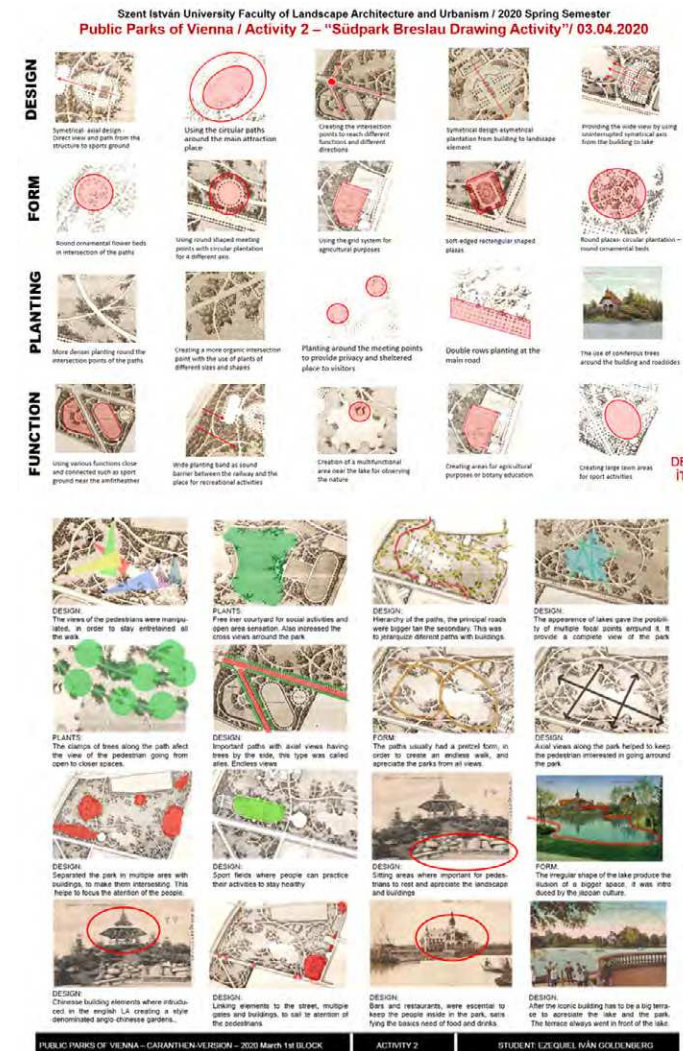 Szent István University Faculty of Landscape Architecture and Urbanism / 2020 Spring Semester
Public Parks of Vienna / Activity 2 – "Südpark Breslau Drawing Activity"/ 03.04.2020
DESIGN
Symetrical- axial design -
Direct view and path from the
structure to sports ground
Using the circular paths
around the main attraction
place
Creating the intersection
points to reach different
functions and different
directions
Symetrical design-asymetrical
plantation from building to landscape
element
Providing the wide view by using
uninterrupted symetrical axis
from the building to lake
FORM
Round ornamental flower beds
in intersection of the paths
Using round shaped meeting
points with circular plantation
for 4 different axis
Using the grid system for
agricultural purposes
Soft-edged rectangular shaped
plazas
Round plazas- circular plantation –
round ornamental beds
PLANTING
More denser planting round the
intersection points of the paths
Creating a more organic intersection
point with the use of plants of
different sizes and shapes
Planting around the meeting points
to provide privacy and sheltered
place to visitors
Double rows planting at the
main road
The use of coniferous trees
around the building and roadsides
FUNCTION
Using various functions close
and connected such as sport
ground near the amfitheather
Wide planting band as sound
barrier between the railway and the
place for recreational activities
Creation of a multifunctional
area near the lake for observing
the nature
Creating areas for agricultural
purposes or botany education
Creating large lawn areas
for sport activities
DESIGN:
The views of the pedestrians were manipu-
lated, in order to stay entretained all
the walk
PLANTS:
Free iner courtyard for social activities and
open area sensation. Also increased the
cross views arround the park
DESIGN:
Hierarchy of the paths, the principal roads
were bigger tan the secondary. This was
to jerarquize diferent paths with buildings.
DESIGN:
The appearence of lakes gave the posibili-
ty of multiple focal points arround it. It
provide a complete view of the park
PLANTS:
The clamps of trees along the path afect
the view of the pedestrian going from
open to closer spaces.
DESIGN:
Important paths with axial views having
trees by the side, this type was called
alles. Endless views
FORM:
The paths usually had a pretzel form, in
order to create an endless walk, and
apreciate the parks from all views.
DESIGN:
Axial views along the park helped to keep
the pedestrian interested in going around
the park
DESIGN:
Separated the park in multiple ares with
buildings, to make them intersesting. This
helpe to focus the atention of the people.
DESIGN:
Sport fields where people can practice
their activities to stay healthy
DESIGN:
Sitting areas where important for pedes-
trians to rest and apreciate the landscape
and buildings
FORM:
The irregular shape of the lake produce the
illusion of a bigger space, it was intro
duced by the jappan culture.
DESIGN:
Chinese building elements where introdu-
ced in the english LA creating a style
denominated anglo-chinesse gardens.
DESIGN:
Linking elements to the street, multiple
gates and buildings, to call te atention of
the pedestrians
DESIGN:
Bars and restaurants, were escential to
keep the people inside in the park, satis
fying the basics need of food and drinks.
DESIGN:
After the iconic building has to be a big terra-
se to apreciate the lake and the park.
The terrace always went in front of the lake.
PUBLIC PARKS OF VIENNA – CARANTHEN-VERSION – 2020 March 1st BLOCK
ACTIVITY 2
STUDENT: EZEQUIEL IVÁN GOLDENBERG